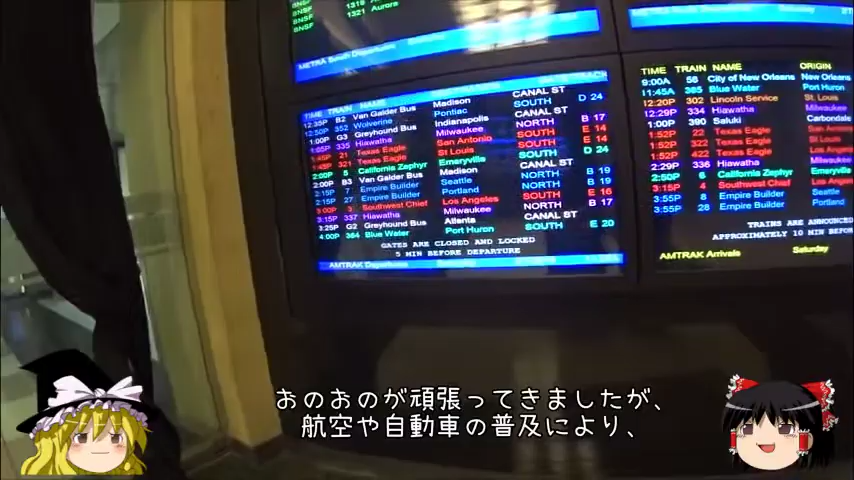 BNSF
BNSF 1321 Aurora
BNSF
METRA South Departures
TIME TRAIN NAME DESTINATION GATE/TRACK
12:35P B2 Van Galder Bus Madison CANAL ST
12:50P 352 Wolverine Pontiac SOUTH D 24
1:00P G3 Greyhound Bus Indianapolis CANAL ST
1:05P 335 Hiawatha Milwaukee NORTH B 17
1:45P 21 Texas Eagle San Antonio SOUTH E 14
1:45P 321 Texas Eagle St Louis SOUTH E 14
2:00P 5 California Zephyr Emeryville SOUTH D 24
2:00P B3 Van Galder Bus Madison CANAL ST
2:15P 7 Empire Builder Seattle NORTH B 19
2:15P 27 Empire Builder Portland NORTH B 19
3:00P 3 Southwest Chief Los Angeles SOUTH E 16
3:15P 337 Hiawatha Milwaukee NORTH B 17
3:25P G2 Greyhound Bus Atlanta CANAL ST
4:00P 364 Blue Water Port Huron SOUTH E 20
GATES ARE CLOSED AND LOCKED
5 MIN BEFORE DEPARTURE
AMTRAK Departures
TIME TRAIN NAME ORIGIN
9:00A 58 City of New Orleans New Orleans
11:45A 365 Blue Water Port Huron
12:20P 302 Lincoln Service St. Louis
12:29P 334 Hiawatha Milwaukee
1:00P 390 Saluki Carbondale
1:52P 22 Texas Eagle San Antonio
1:52P 322 Texas Eagle St Louis
1:52P 422 Texas Eagle Los Angeles
2:29P 336 Hiawatha Milwaukee
2:50P 6 California Zephyr Emeryville
3:15P 4 Southwest Chief Los Angeles
3:55P 8 Empire Builder Seattle
3:55P 28 Empire Builder Portland
TRAINS ARE ANNOUNCED
APPROXIMATELY 10 MIN BEFOR
AMTRAK Arrivals Saturday
おのおのが頑張ってきましたが、
航空や自動車の普及により、